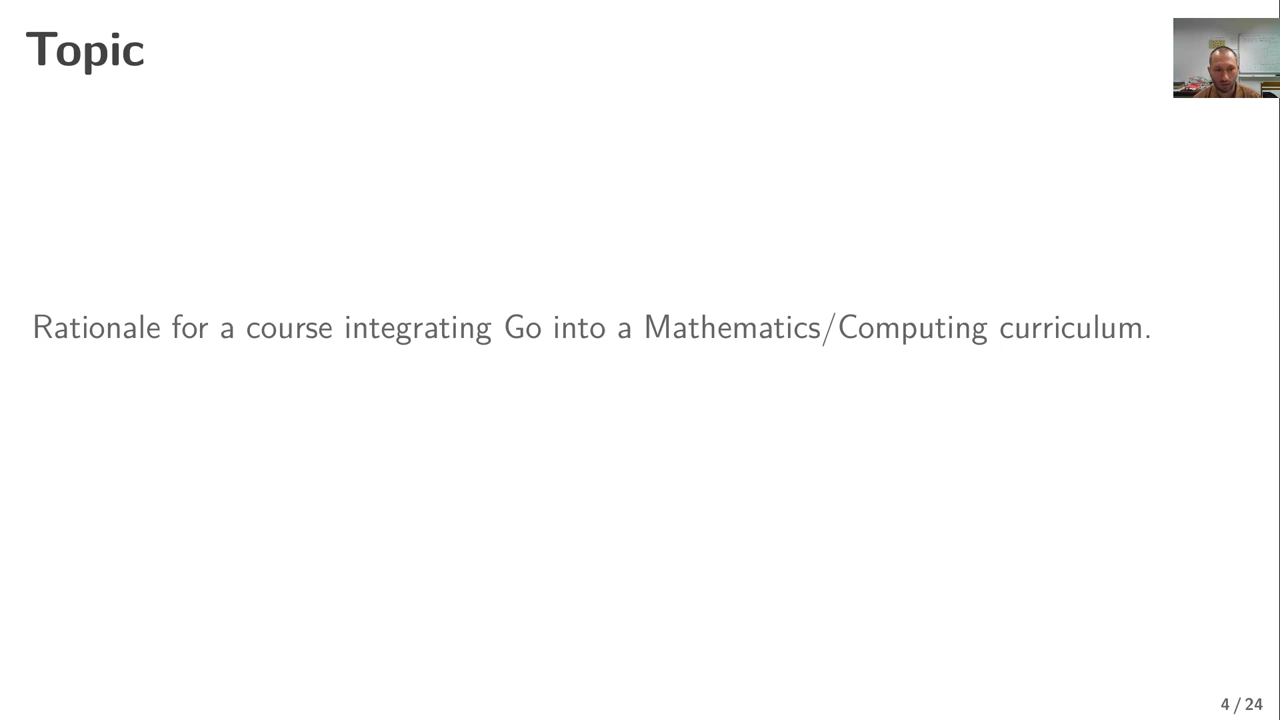 Topic
Rationale for a course integrating Go into a Mathematics/Computing curriculum.
4 / 24